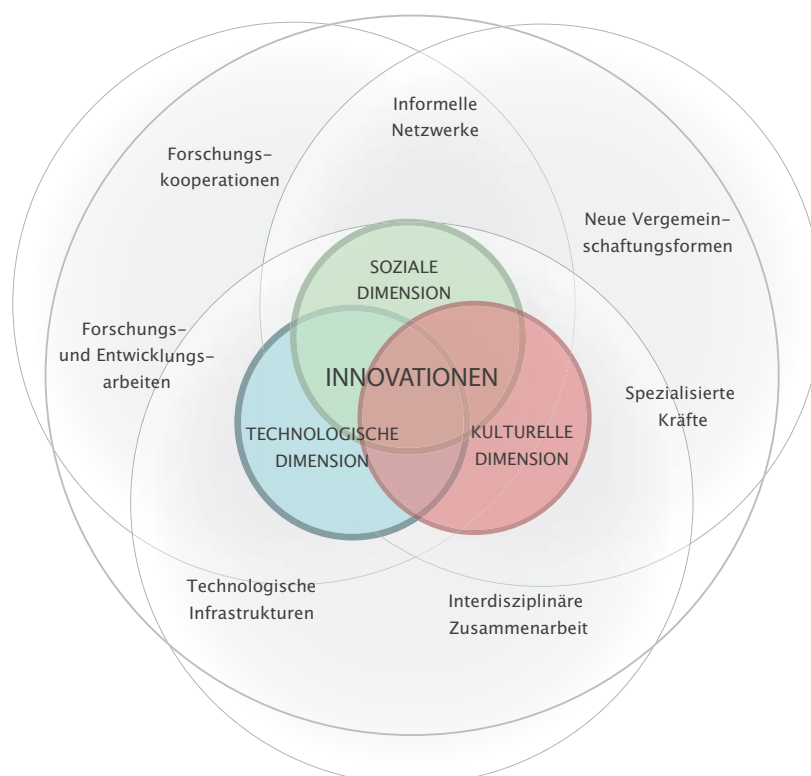 Informelle
Netzwerke
Forschungs-
kooperationen
Neue Vergemein-
schaftungsformen
SOZIALE
DIMENSION
Forschungs-
und Entwicklungs-
arbeiten
INNOVATIONEN
Spezialisierte
Kräfte
TECHNOLOGISCHE
DIMENSION
KULTURELLE
DIMENSION
Technologische
Infrastrukturen
Interdisziplinäre
Zusammenarbeit